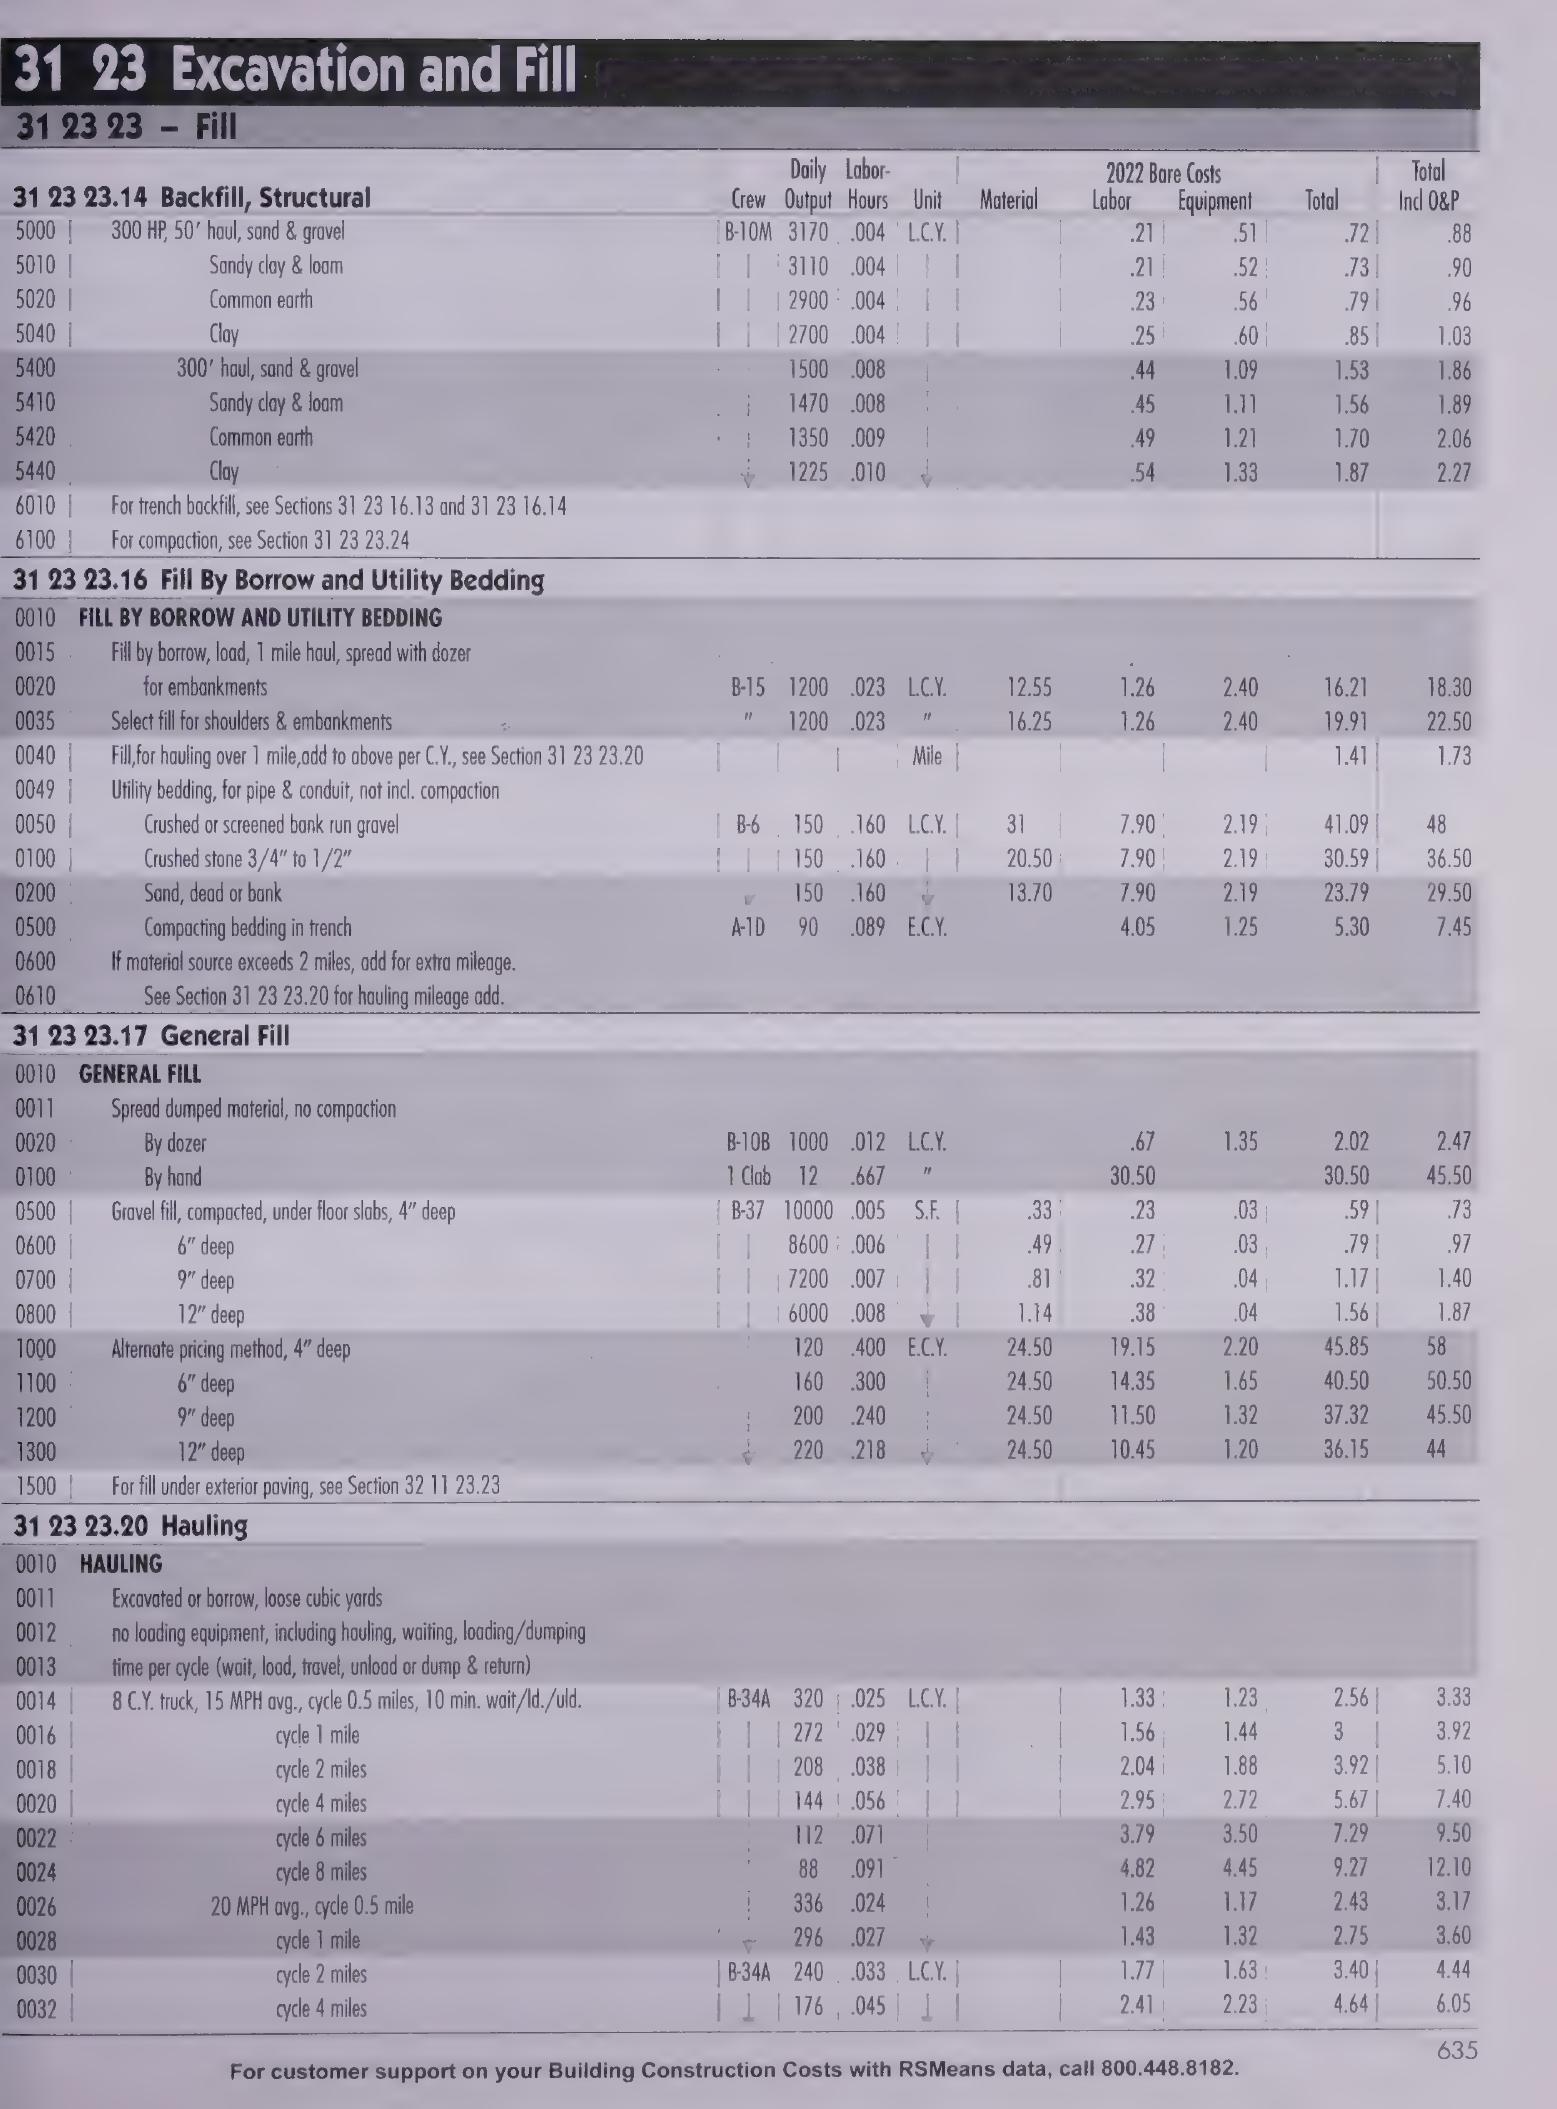 31 23 Excavation and Fill
31 23 23 – Fill
Daily Labor- 2022 Bare Costs Total
31 23 23.14 Backfill, Structural Crew Output Hours Unit Material Labor Equipment Total Incl O&P
5000 300 HP, 50′ haul, sand & gravel B-10M 3170 .004 L.C.Y. .21 .51 .72 .88
5010 Sandy clay & loam 3110 .004 .21 .52 .73 .90
5020 Common earth 2900 .004 .23 .56 .79 .96
5040 Clay 2700 .004 .25 .60 .85 1.03
5400 300′ haul, sand & gravel 1500 .008 .44 1.09 1.53 1.86
5410 Sandy clay & loam 1470 .008 .45 1.11 1.56 1.89
5420 Common earth 1350 .009 .49 1.21 1.70 2.06
5440 Clay 1225 .010 .54 1.33 1.87 2.27
6010 For trench backfill, see Sections 31 23 16.13 and 31 23 16.14
6100 For compaction, see Section 31 23 23.24
31 23 23.16 Fill By Borrow and Utility Bedding
0010 FILL BY BORROW AND UTILITY BEDDING
0015 Fill by borrow, load, 1 mile haul, spread with dozer
0020 for embankments B-15 1200 .023 L.C.Y. 12.55 1.26 2.40 16.21 18.30
0035 Select fill for shoulders & embankments " 1200 .023 " 16.25 1.26 2.40 19.91 22.50
0040 Fill,for hauling over 1 mile,add to above per C.Y., see Section 31 23 23.20 Mile 1.41 1.73
0049 Utility bedding, for pipe & conduit, not incl. compaction
0050 Crushed or screened bank run gravel B-6 150 .160 L.C.Y. 31 7.90 2.19 41.09 48
0100 Crushed stone 3/4″ to 1/2″ 150 .160 20.50 7.90 2.19 30.59 36.50
0200 Sand, dead or bank 150 .160 13.70 7.90 2.19 23.79 29.50
0500 Compacting bedding in trench A-1D 90 .089 E.C.Y. 4.05 1.25 5.30 7.45
0600 If material source exceeds 2 miles, add for extra mileage.
0610 See Section 31 23 23.20 for hauling mileage add.
31 23 23.17 General Fill
0010 GENERAL FILL
0011 Spread dumped material, no compaction
0020 By dozer B-10B 1000 .012 L.C.Y. .67 1.35 2.02 2.47
0100 By hand 1 Clab 12 .667 " 30.50 30.50 45.50
0500 Gravel fill, compacted, under floor slabs, 4″ deep B-37 10000 .005 S.F. .33 .23 .03 .59 .73
0600 6″ deep 8600 .006 .49 .27 .03 .79 .97
0700 9″ deep 7200 .007 .81 .32 .04 1.17 1.40
0800 12″ deep 6000 .008 1.14 .38 .04 1.56 1.87
1000 Alternate pricing method, 4″ deep 120 .400 E.C.Y. 24.50 19.15 2.20 45.85 58
1100 6″ deep 160 .300 24.50 14.35 1.65 40.50 50.50
1200 9″ deep 200 .240 24.50 11.50 1.32 37.32 45.50
1300 12″ deep 220 .218 24.50 10.45 1.20 36.15 44
1500 For fill under exterior paving, see Section 32 11 23.23
31 23 23.20 Hauling
0010 HAULING
0011 Excavated or borrow, loose cubic yards
0012 no loading equipment, including hauling, waiting, loading/dumping
0013 time per cycle (wait, load, travel, unload or dump & return)
0014 8 C.Y. truck, 15 MPH avg., cycle 0.5 miles, 10 min. wait/ld./uld. B-34A 320 .025 L.C.Y. 1.33 1.23 2.56 3.33
0016 cycle 1 mile 272 .029 1.56 1.44 3 3.92
0018 cycle 2 miles 208 .038 2.04 1.88 3.92 5.10
0020 cycle 4 miles 144 .056 2.95 2.72 5.67 7.40
0022 cycle 6 miles 112 .071 3.79 3.50 7.29 9.50
0024 cycle 8 miles 88 .091 4.82 4.45 9.27 12.10
0026 20 MPH avg., cycle 0.5 mile 336 .024 1.26 1.17 2.43 3.17
0028 cycle 1 mile 296 .027 1.43 1.32 2.75 3.60
0030 cycle 2 miles B-34A 240 .033 L.C.Y. 1.77 1.63 3.40 4.44
0032 cycle 4 miles 176 .045 2.41 2.23 4.64 6.05
635
For customer support on your Building Construction Costs with RSMeans data, call 800.448.8182.